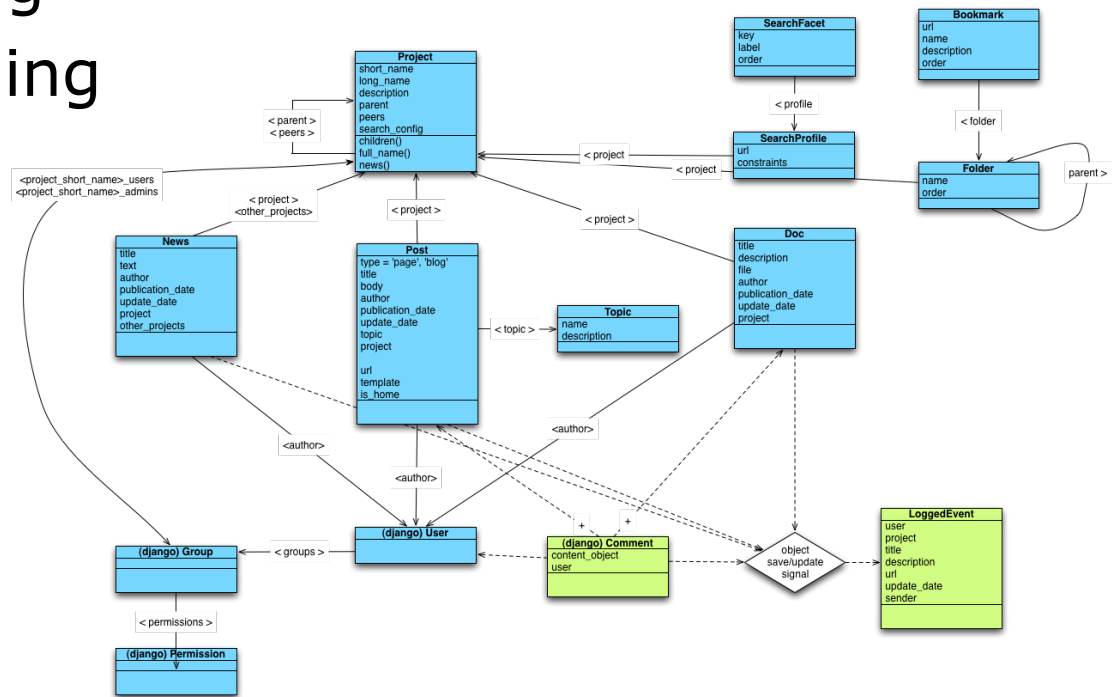 g
ing
Project
short_name
long_name
description
parent
peers
search_config
children()
full_name()
news()
< parent >
< peers >
SearchFacet
key
label
order
< profile
SearchProfile
url
constraints
Bookmark
url
name
description
order
< folder
Folder
name
order
parent >
< project
< project
<project_short_name>_users
<project_short_name>_admins
< project >
<other_projects>
< project >
< project >
News
title
text
author
publication_date
update_date
project
other_projects
Post
type = 'page', 'blog'
title
body
author
publication_date
update_date
topic
project
url
template
is_home
< topic >
Topic
name
description
Doc
title
description
file
author
publication_date
update_date
project
<author>
<author>
<author>
(django) Group
< groups >
(django) User
+
+
(django) Comment
content_object
user
object
save/update
signal
LoggedEvent
user
project
title
description
url
update_date
sender
< permissions >
(django) Permission